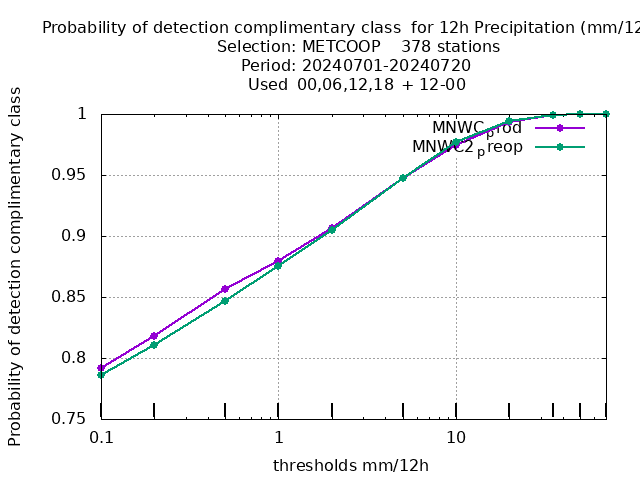 Probability of detection complimentary class for 12h Precipitation (mm/12
Selection: METCOOP 378 stations
Period: 20240701-20240720
Used 00,06,12,18 + 12-00
Probability of detection complimentary class
1
0.95
0.9
0.85
0.8
0.75
MNWCprod
MNWC2preop
0.1 1 10
thresholds mm/12h